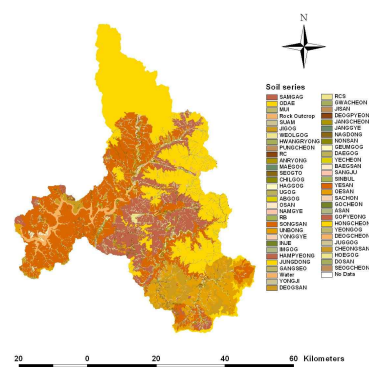 N
Soil series
SAMGAG
ODAE
MUI
Rock Outcrop
SUAM
JIGOG
WEOLGOG
HWANGRYONG
PUNGCHEON
RC
ANRYONG
MAEGOG
SEOGTO
CHILGOG
HAGGOG
UGOG
ABGOG
OSAN
NAMGYE
RB
SONGSAN
UNBONG
YONGGYE
INJE
IMGOG
HAMPYEONG
JUNGDONG
GANGSEO
Water
YONGJI
DEOGSAN
RCS
GWACHEON
JISAN
DEOGPYEON
JANGCHEON
JANGGYE
NAGDONG
NONSAN
GEUMGOG
DAEGOG
YECHEON
BAEGSAN
SANGJU
SINBUL
YESAN
OESAN
SACHON
GOCHEON
ASAN
GOPYEONG
HONGCHEON
YEONGOG
DEOGCHEON
JUGGOG
CHEONGSAN
HOEGOG
DOSAN
SEOGCHEON
No Data
20 0 20 40 60 Kilometers